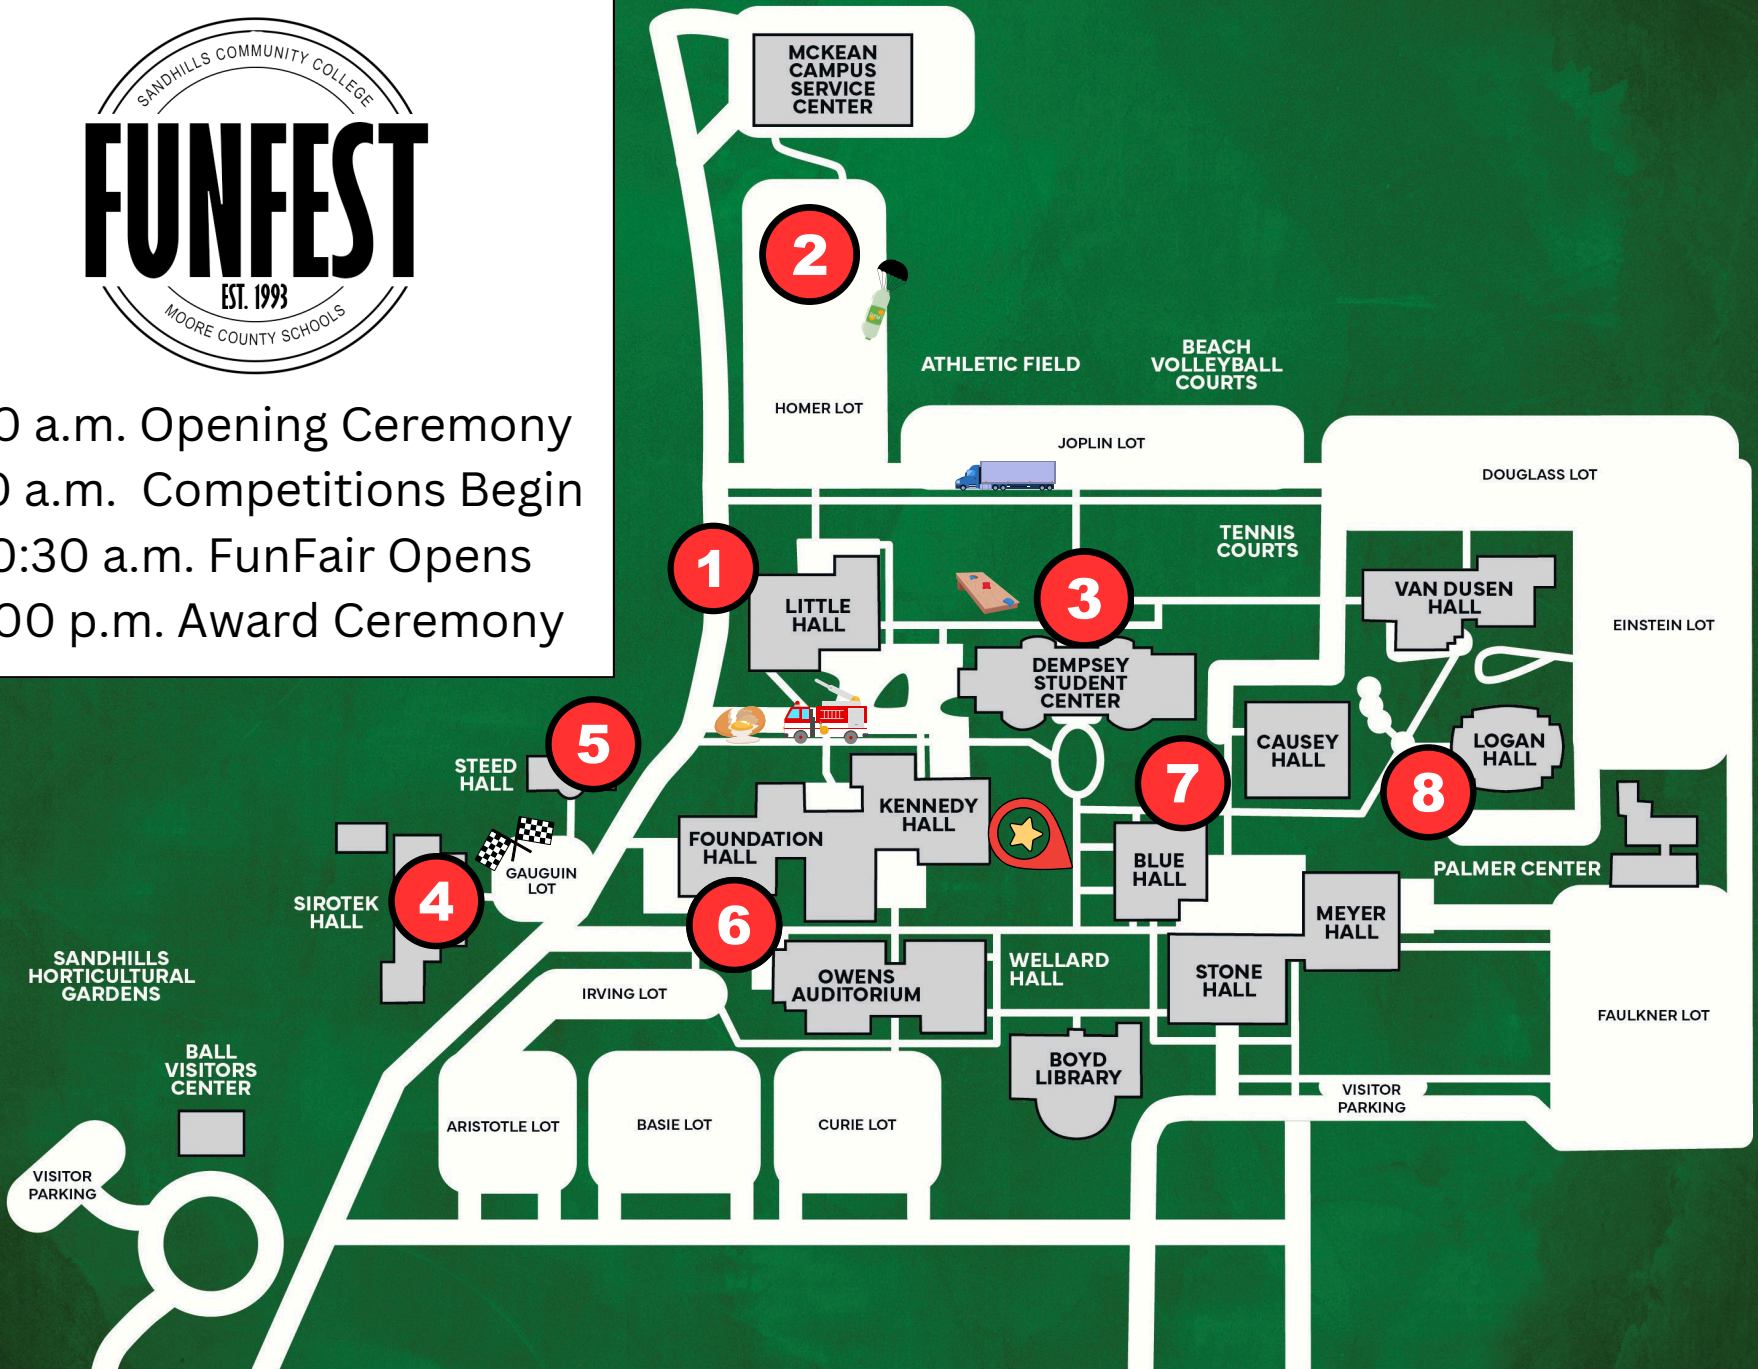 SANDHILLS COMMUNITY COLLEGE
FUNFEST
EST. 1993
MOORE COUNTY SCHOOLS
0 a.m. Opening Ceremony
0 a.m. Competitions Begin
0:30 a.m. FunFair Opens
00 p.m. Award Ceremony
MCKEAN
CAMPUS
SERVICE
CENTER
2
HOMER LOT
ATHLETIC FIELD
BEACH
VOLLEYBALL
COURTS
JOPLIN LOT
DOUGLASS LOT
TENNIS
COURTS
1
LITTLE
HALL
3
DEMPSEY
STUDENT
CENTER
VAN DUSEN
HALL
EINSTEIN LOT
5
STEED
HALL
CAUSEY
HALL
LOGAN
HALL
7
8
KENNEDY
HALL
FOUNDATION
HALL
BLUE
HALL
PALMER CENTER
GAUGUIN
LOT
4
SIROTEK
HALL
6
MEYER
HALL
SANDHILLS
HORTICULTURAL
GARDENS
OWENS
AUDITORIUM
WELLARD
HALL
STONE
HALL
IRVING LOT
FAULKNER LOT
BALL
VISITORS
CENTER
BOYD
LIBRARY
VISITOR
PARKING
ARISTOTLE LOT
BASIE LOT
CURIE LOT
VISITOR
PARKING